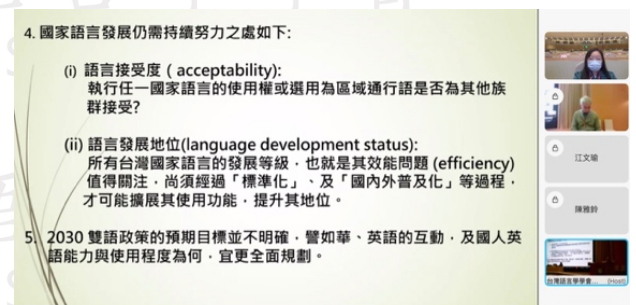 4. 國家語言發展仍需持續努力之處如下:
(i) 語言接受度 ( acceptability):
執行任一國家語言的使用權或選用為區域通行語是否為其他族
群接受?
(ii) 語言發展地位(language development status):
所有台灣國家語言的發展等級，也就是其效能問題 (efficiency)
值得關注，尚須經過「標準化」、及「國內外普及化」等過程，
才可能擴展其使用功能，提升其地位。
5. 2030 雙語政策的預期目標並不明確，譬如華、英語的互動，及國人英
語能力與使用程度為何，宜更全面規劃。
江文瑜
陳雅鈴
台灣語言學學會... (Host)